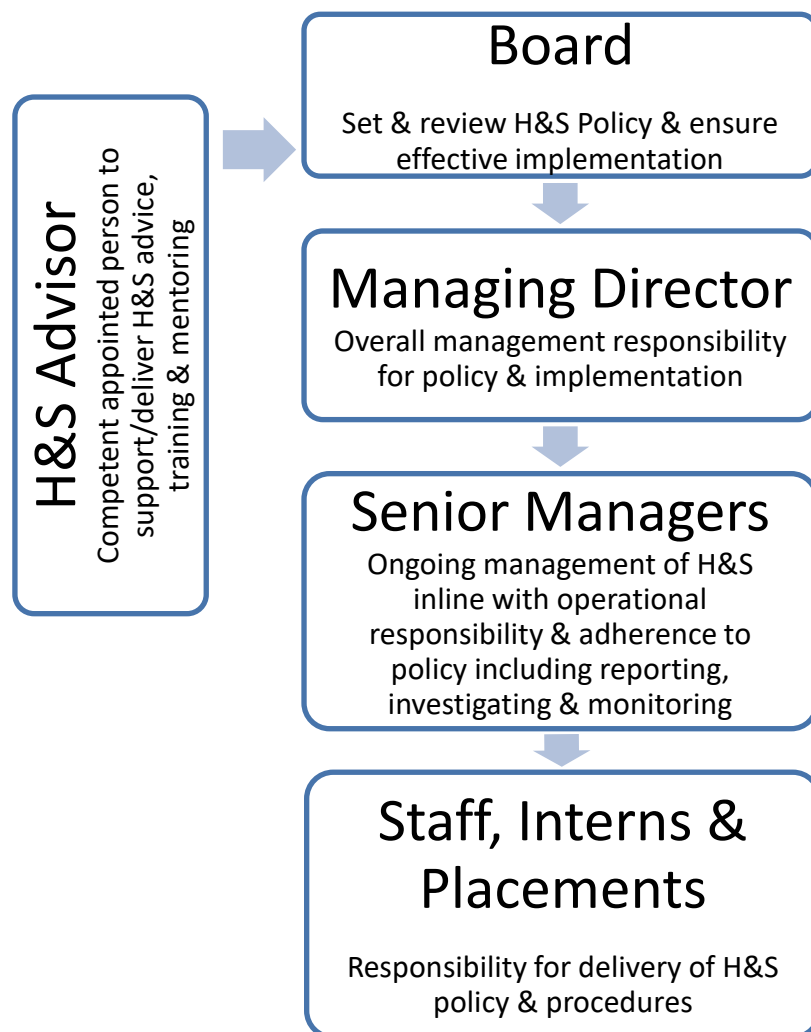 Board
Set & review H&S Policy & ensure
effective implementation
H&S Advisor
Competent appointed person to
support/deliver H&S advice,
training & mentoring
Managing Director
Overall management responsibility
for policy & implementation
Senior Managers
Ongoing management of H&S
inline with operational
responsibility & adherence to
policy including reporting,
investigating & monitoring
Staff, Interns &
Placements
Responsibility for delivery of H&S
policy & procedures